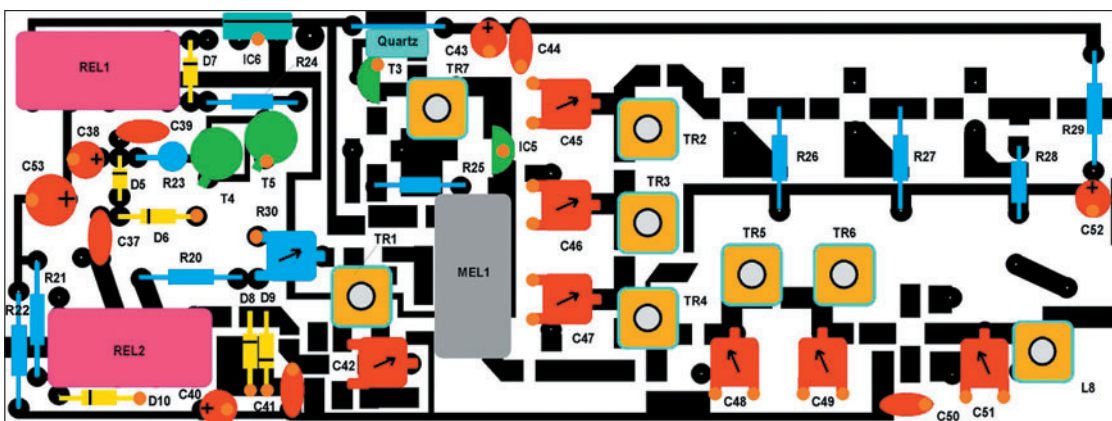 Quartz
C43
C44
D7
IC6
T3
R24
REL1
TR7
C45
TR2
R29
C38
C39
IC5
R26
R27
R28
C53
D5
R23
T4
T5
R25
TR3
C52
C37
D6
R30
TR1
C46
TR5
TR6
R20
MEL1
R21
R22
D8
D9
TR4
C47
REL2
C42
D10
C40
C41
C48
C49
C50
C51
L8